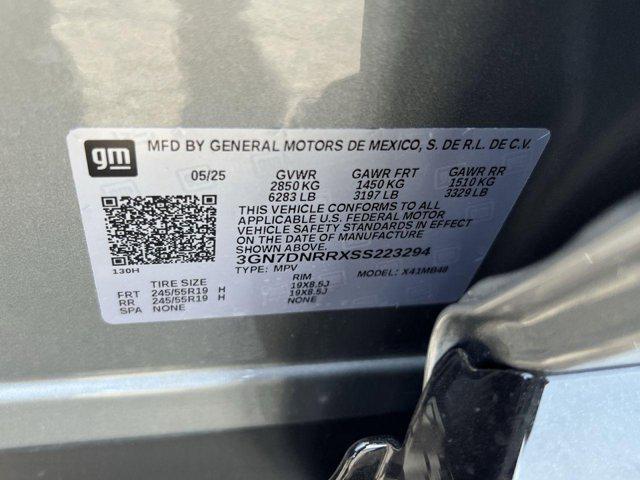 gm
MFD BY GENERAL MOTORS DE MEXICO, S. DE R.L. DE C.V.
05/25 GVWR GAWR FRT GAWR RR
2850 KG 1450 KG 1510 KG
6283 LB 3197 LB 3329 LB
THIS VEHICLE CONFORMS TO ALL
APPLICABLE U.S. FEDERAL MOTOR
VEHICLE SAFETY STANDARDS IN EFFECT
ON THE DATE OF MANUFACTURE
SHOWN ABOVE.
3GN7DNRRXSS223294
130H TYPE: MPV MODEL: X41MB48
TIRE SIZE RIM
FRT 245/55R19 H 19X8.5J
RR 245/55R19 H 19X8.5J
SPA NONE NONE